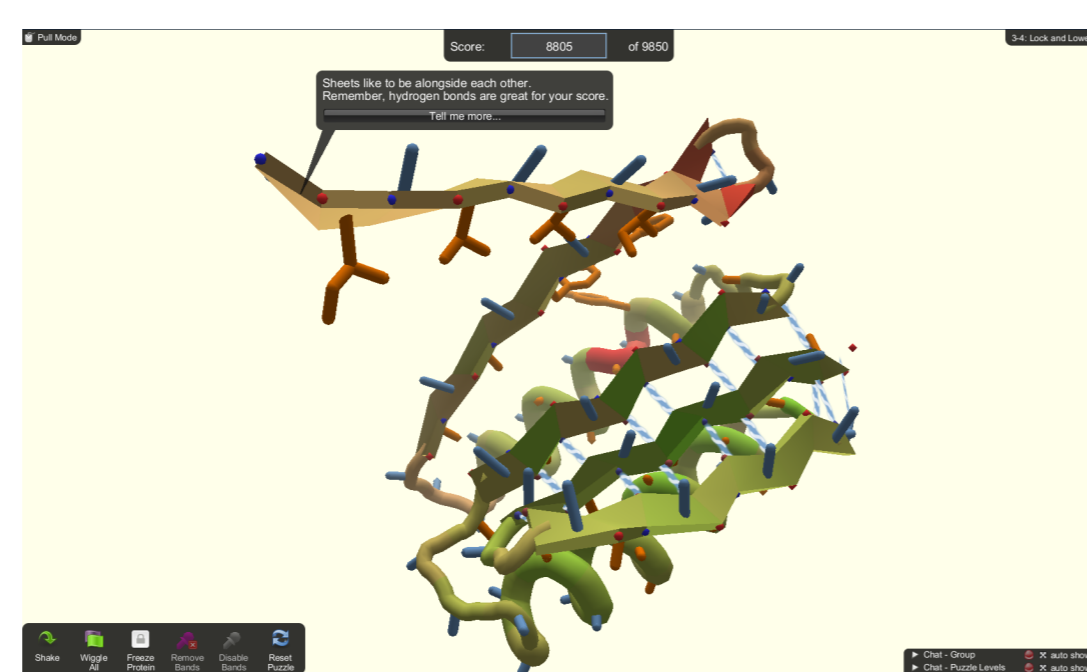 Pull Mode
Score: 8805 of 9850
3-4: Lock and Lowe
Sheets like to be alongside each other.
Remember, hydrogen bonds are great for your score.
Tell me more...
Shake
Wiggle All
Freeze Protein
Remove Bands
Disable Bands
Reset Puzzle
Chat - Group
auto show
Chat - Puzzle Levels
auto show